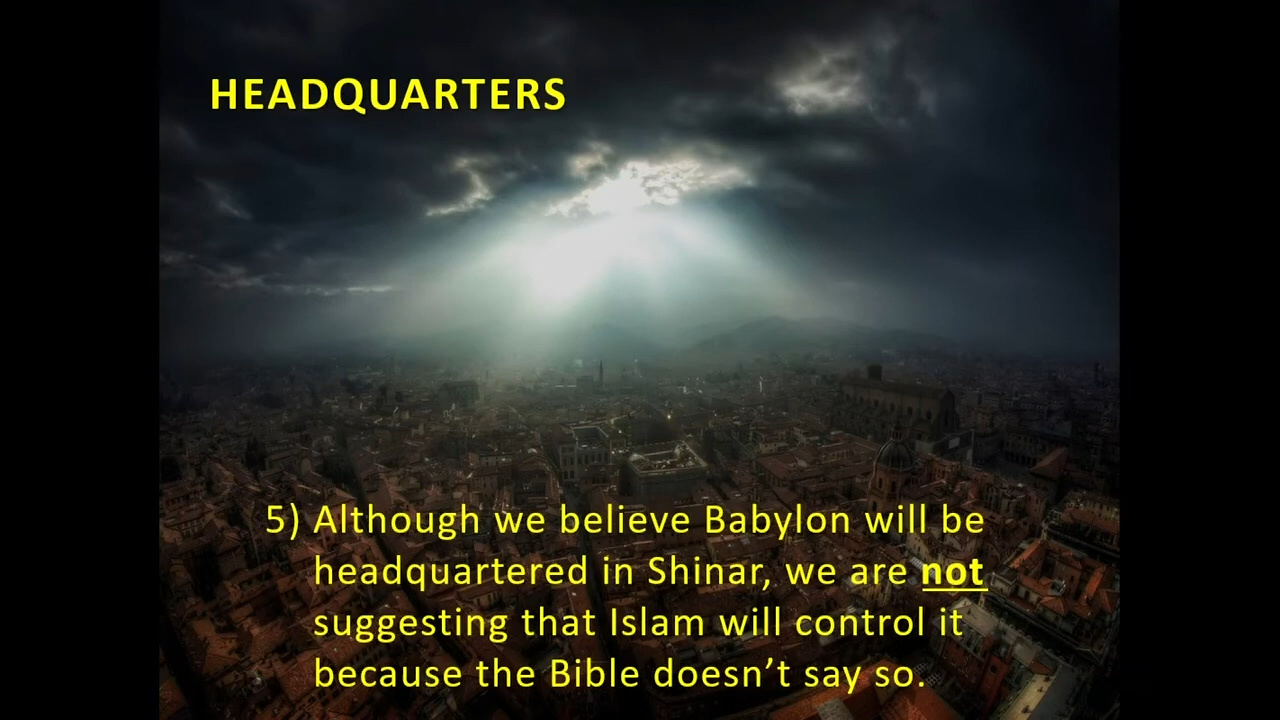 HEADQUARTERS
5) Although we believe Babylon will be
headquartered in Shinar, we are not
suggesting that Islam will control it
because the Bible doesn’t say so.